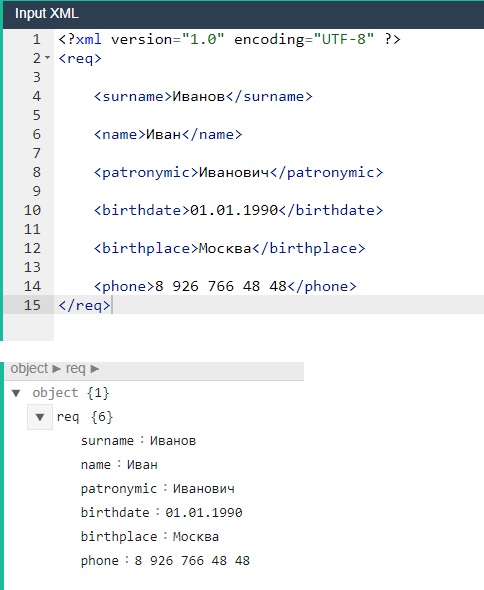 Input XML
1 <?xml version="1.0" encoding="UTF-8" ?>
2 <req>
3
4 <surname>Иванов</surname>
5
6 <name>Иван</name>
7
8 <patronymic>Иванович</patronymic>
9
10 <birthdate>01.01.1990</birthdate>
11
12 <birthplace>Москва</birthplace>
13
14 <phone>8 926 766 48 48</phone>
15 </req>
object ▶ req ▶
▼ object {1}
▼ req {6}
surname : Иванов
name : Иван
patronymic : Иванович
birthdate : 01.01.1990
birthplace : Москва
phone : 8 926 766 48 48